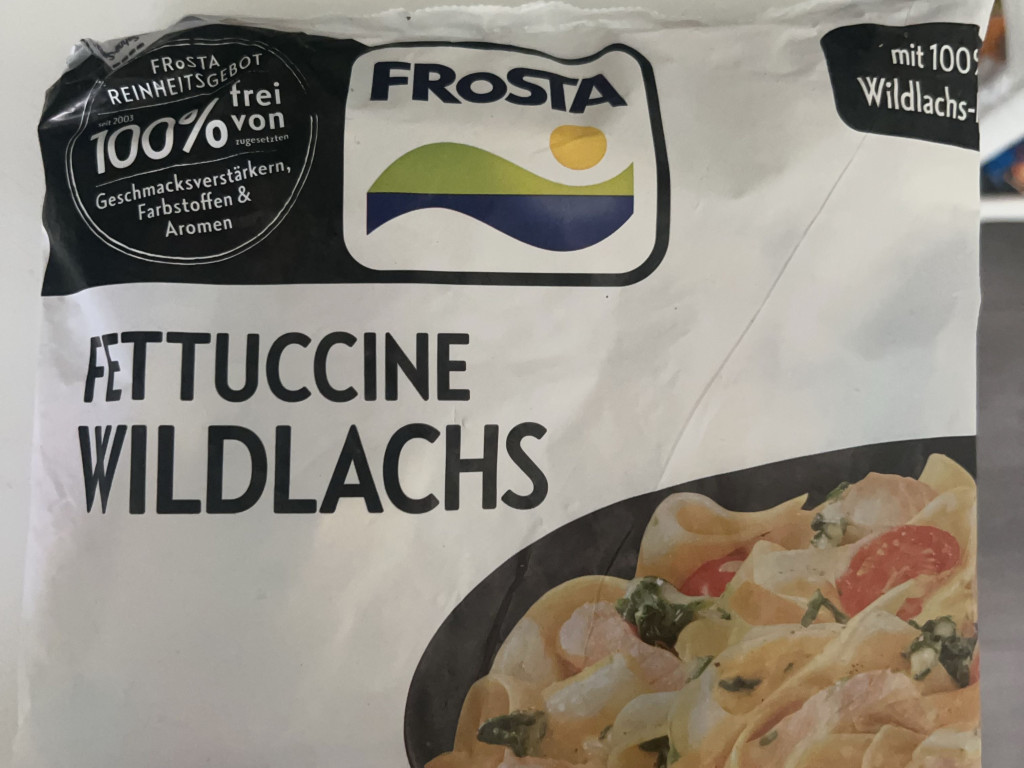 FRoSTA
REINHEITSGEBOT
seit 2003
100% frei von
zugesetzten
Geschmacksverstärkern,
Farbstoffen &
Aromen
FRoSTA
mit 100%
Wildlachs-
FETTUCCINE
WILDLACHS